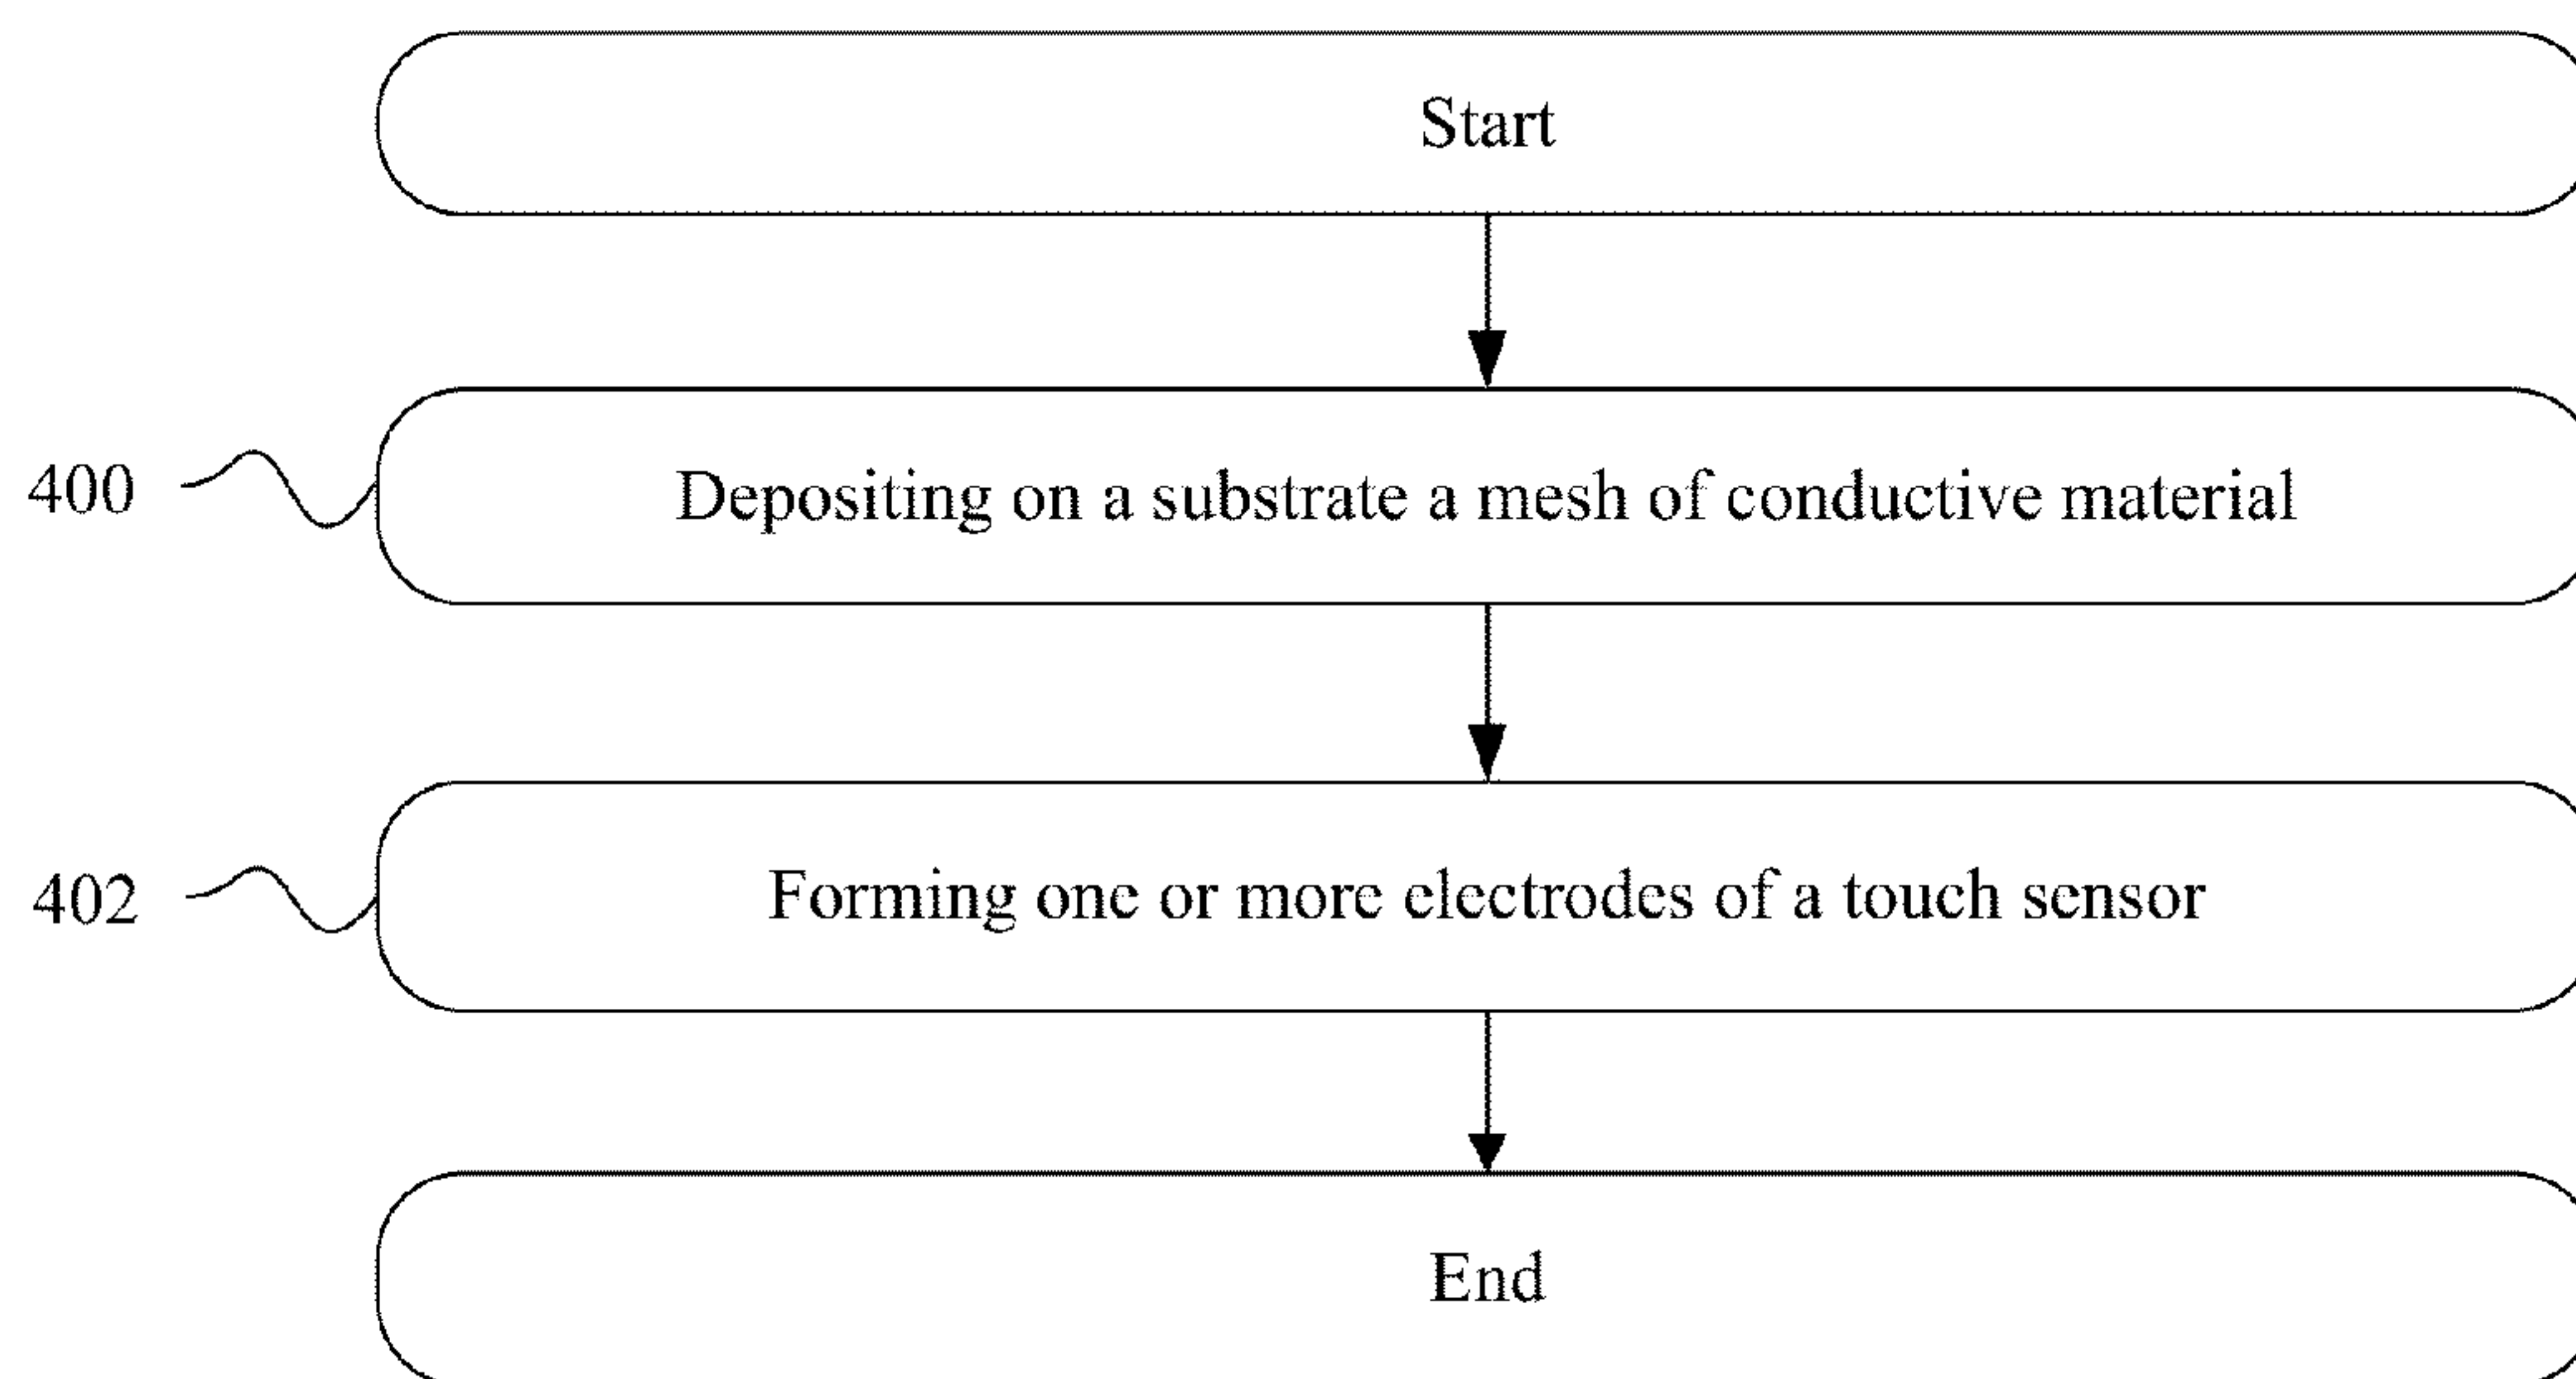 Start
400
Depositing on a substrate a mesh of conductive material
402
Forming one or more electrodes of a touch sensor
End